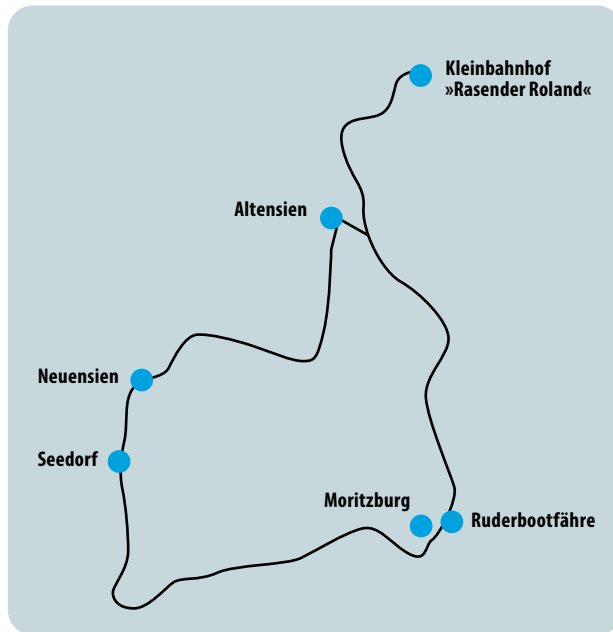 Kleinbahnhof
»Rasender Roland«
Altensien
Neuensien
Seedorf
Moritzburg
Ruderbootfähre